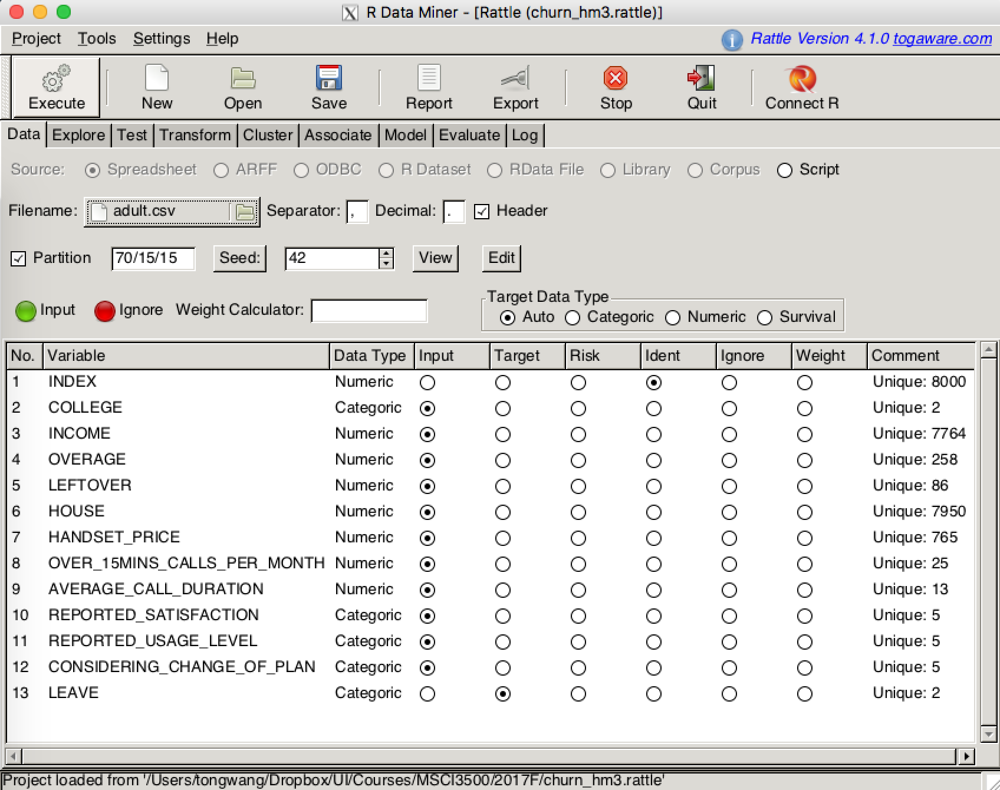 R Data Miner - [Rattle (churn_hm3.rattle)]
Project Tools Settings Help Rattle Version 4.1.0 togaware.com
Execute New Open Save Report Export Stop Quit Connect R
Data Explore Test Transform Cluster Associate Model Evaluate Log
Source: Spreadsheet ARFF ODBC R Dataset RData File Library Corpus Script
Filename: adult.csv Separator: , Decimal: . Header
Partition 70/15/15 Seed: 42 View Edit
Target Data Type
Input Ignore Weight Calculator: Auto Categoric Numeric Survival
No. Variable Data Type Input Target Risk Ident Ignore Weight Comment
1 INDEX Numeric Unique: 8000
2 COLLEGE Categoric Unique: 2
3 INCOME Numeric Unique: 7764
4 OVERAGE Numeric Unique: 258
5 LEFTOVER Numeric Unique: 86
6 HOUSE Numeric Unique: 7950
7 HANDSET_PRICE Numeric Unique: 765
8 OVER_15MINS_CALLS_PER_MONTH Numeric Unique: 25
9 AVERAGE_CALL_DURATION Numeric Unique: 13
10 REPORTED_SATISFACTION Categoric Unique: 5
11 REPORTED_USAGE_LEVEL Categoric Unique: 5
12 CONSIDERING_CHANGE_OF_PLAN Categoric Unique: 5
13 LEAVE Categoric Unique: 2
Project loaded from '/Users/tongwang/Dropbox/UI/Courses/MSCI3500/2017F/churn_hm3.rattle'